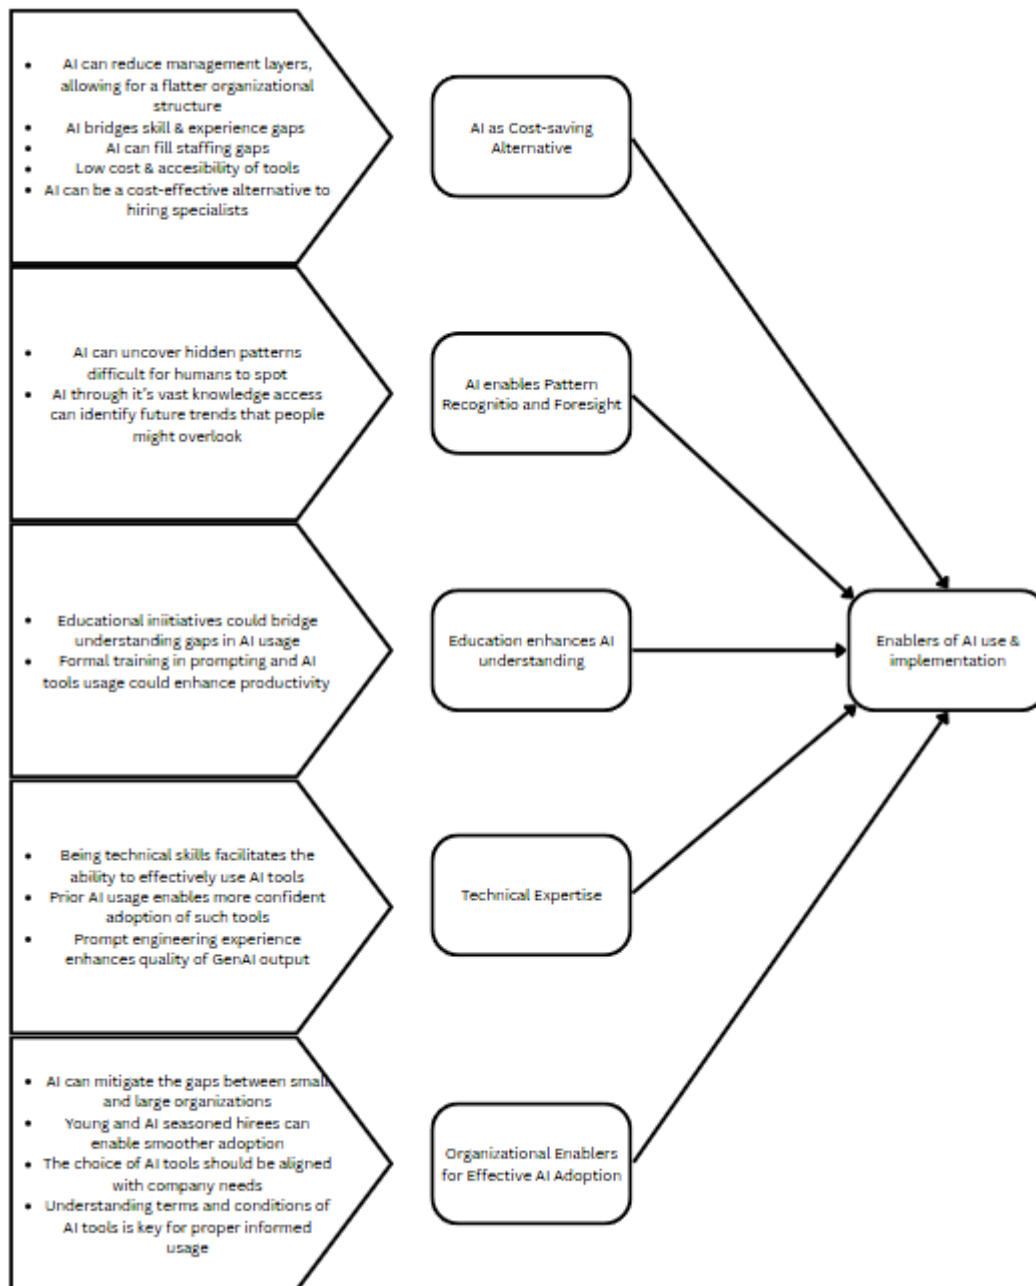 • AI can reduce management layers,
allowing for a flatter organizational
structure
• AI bridges skill & experience gaps
• AI can fill staffing gaps
• Low cost & accesibility of tools
• AI can be a cost-effective alternative to
hiring specialists
AI as Cost-saving
Alternative
• AI can uncover hidden patterns
difficult for humans to spot
• AI through it's vast knowledge access
can identify future trends that people
might overlook
AI enables Pattern
Recognitio and Foresight
• Educational iniitiatives could bridge
understanding gaps in AI usage
• Formal training in prompting and AI
tools usage could enhance productivity
Education enhances AI
understanding
Enablers of AI use &
implementation
• Being technical skills facilitates the
ability to effectively use AI tools
• Prior AI usage enables more confident
adoption of such tools
• Prompt engineering experience
enhances quality of GenAI output
Technical Expertise
• AI can mitigate the gaps between small
and large organizations
• Young and AI seasoned hirees can
enable smoother adoption
• The choice of AI tools should be aligned
with company needs
• Understanding terms and conditions of
AI tools is key for proper informed
usage
Organizational Enablers
for Effective AI Adoption